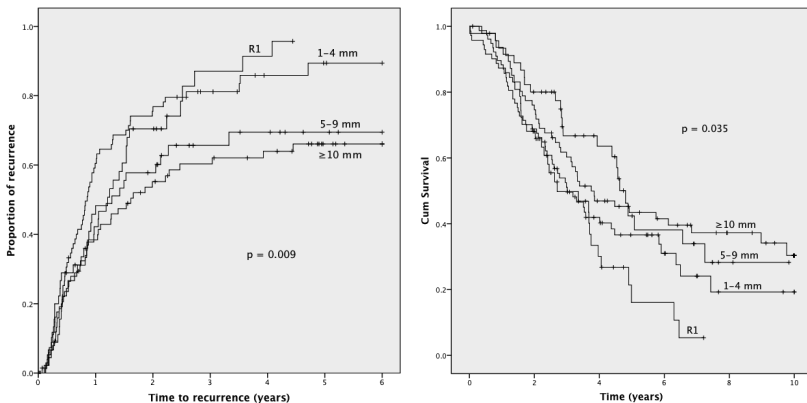 Proportion of recurrence
1.0
0.8
0.6
0.4
0.2
0.0
R1
1–4 mm
5–9 mm
≥10 mm
p = 0.009
0 1 2 3 4 5 6
Time to recurrence (years)
Cum Survival
1.0
0.8
0.6
0.4
0.2
0.0
p = 0.035
≥10 mm
5–9 mm
1–4 mm
R1
0 2 4 6 8 10
Time (years)